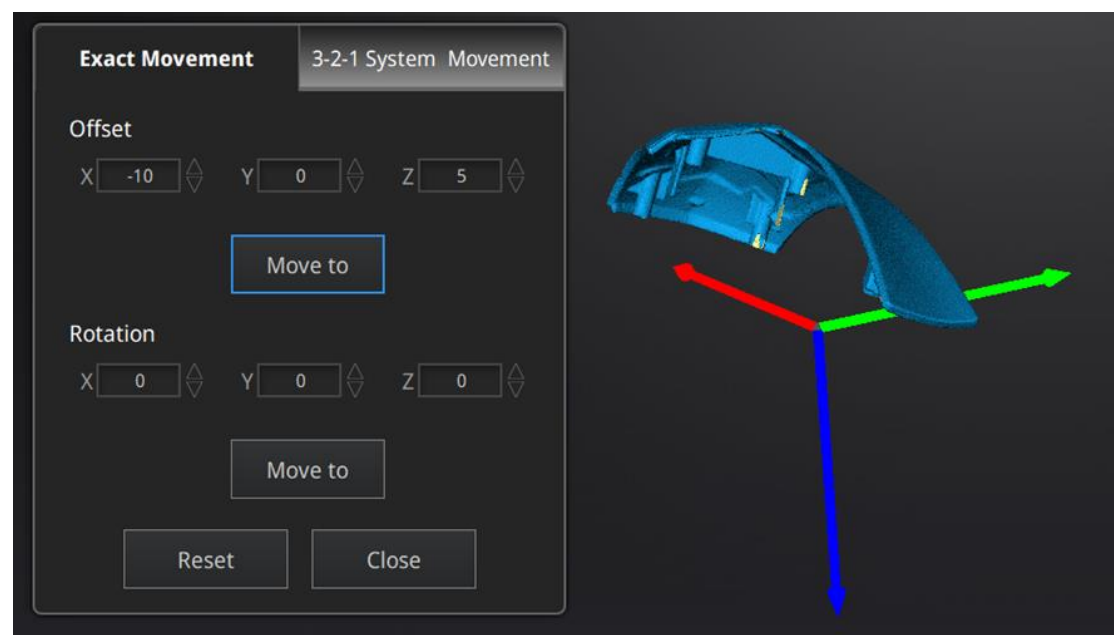 Exact Movement 3-2-1 System Movement
Offset
X -10 Y 0 Z 5
Move to
Rotation
X 0 Y 0 Z 0
Move to
Reset Close